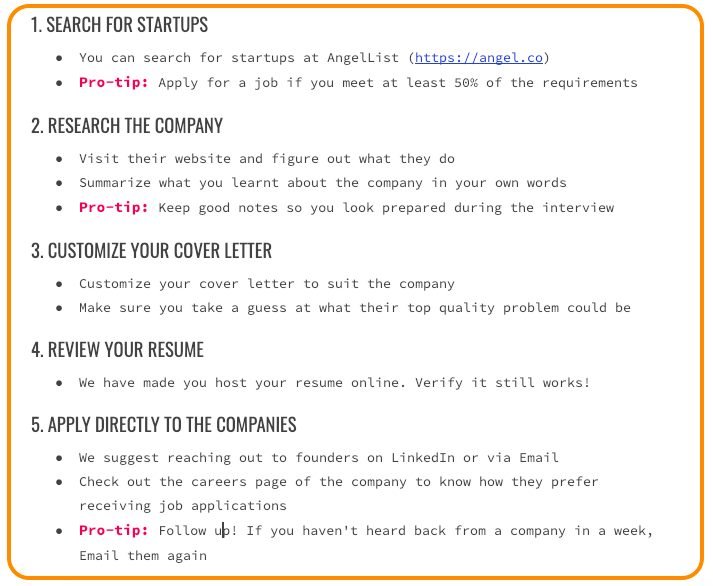 1. SEARCH FOR STARTUPS
● You can search for startups at AngelList (https://angel.co)
● Pro-tip: Apply for a job if you meet at least 50% of the requirements
2. RESEARCH THE COMPANY
● Visit their website and figure out what they do
● Summarize what you learnt about the company in your own words
● Pro-tip: Keep good notes so you look prepared during the interview
3. CUSTOMIZE YOUR COVER LETTER
● Customize your cover letter to suit the company
● Make sure you take a guess at what their top quality problem could be
4. REVIEW YOUR RESUME
● We have made you host your resume online. Verify it still works!
5. APPLY DIRECTLY TO THE COMPANIES
● We suggest reaching out to founders on LinkedIn or via Email
● Check out the careers page of the company to know how they prefer
receiving job applications
● Pro-tip: Follow up! If you haven't heard back from a company in a week,
Email them again